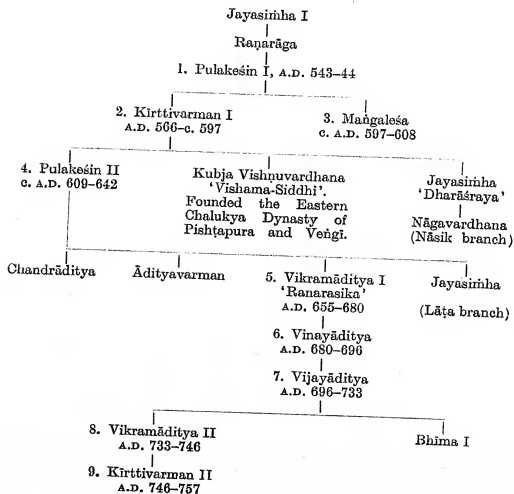 Jayasiṁha I
Raṇarāga
1. Pulakeśin I, A.D. 543–44
2. Kīrttivarman I
A.D. 566–c. 597
3. Maṅgaleśa
c. A.D. 597–608
4. Pulakeśin II
c. A.D. 609–642
Kubja Vishṇuvardhana
'Vishama-Siddhi'.
Founded the Eastern
Chalukya Dynasty of
Pishṭapura and Veṅgī.
Jayasiṁha
'Dharāśraya'
Nāgavardhana
(Nāsik branch)
Chandrāditya
Ādityavarman
5. Vikramāditya I
'Ranarasika'
A.D. 655–680
Jayasiṁha
(Lāṭa branch)
6. Vinayāditya
A.D. 680–696
7. Vijayāditya
A.D. 696–733
8. Vikramāditya II
A.D. 733–746
Bhīma I
9. Kīrttivarman II
A.D. 746–757